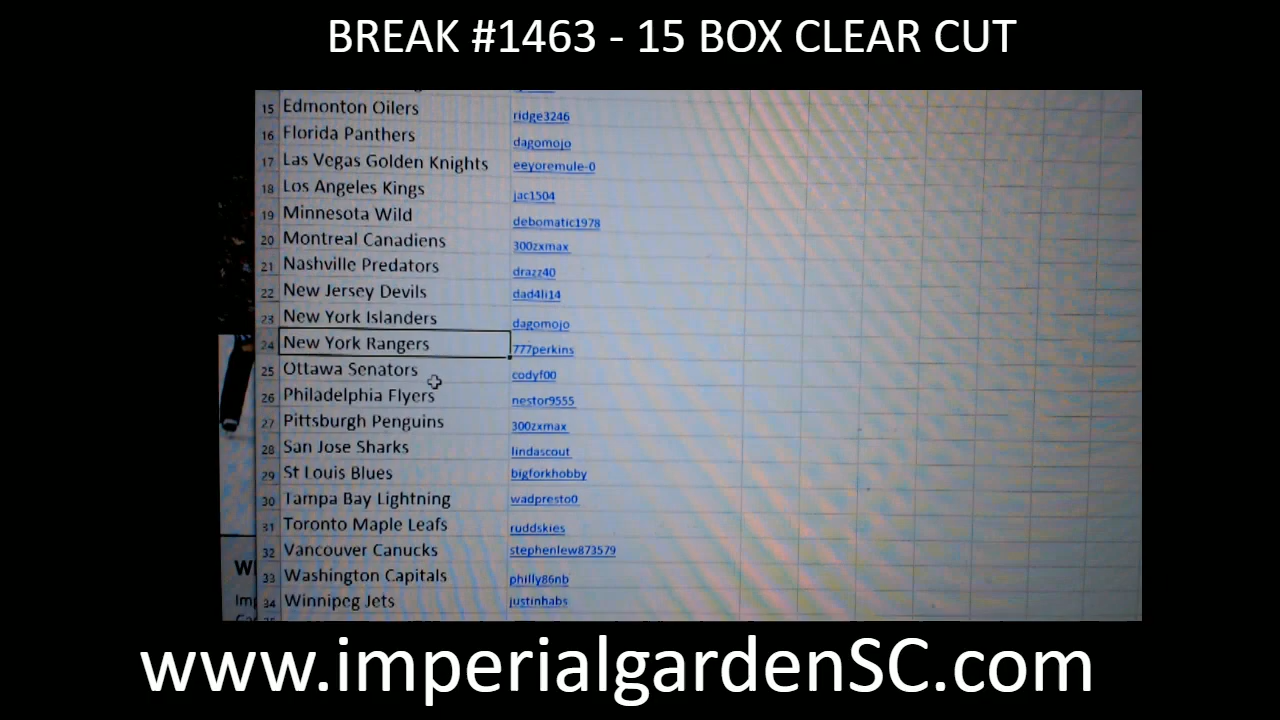 BREAK #1463 - 15 BOX CLEAR CUT
15 Edmonton Oilers ridge3246
16 Florida Panthers dagomojo
17 Las Vegas Golden Knights eeyoremule-0
18 Los Angeles Kings jac1504
19 Minnesota Wild debomatic1978
20 Montreal Canadiens 300zxmax
21 Nashville Predators drazz40
22 New Jersey Devils dad4li14
23 New York Islanders dagomojo
24 New York Rangers 777perkins
25 Ottawa Senators codyf00
26 Philadelphia Flyers nestor9555
27 Pittsburgh Penguins 300zxmax
28 San Jose Sharks lindascout
29 St Louis Blues bigforkhobby
30 Tampa Bay Lightning wadpresto0
31 Toronto Maple Leafs ruddskies
32 Vancouver Canucks stephenlew873579
33 Washington Capitals philly86nb
34 Winnipeg Jets justinhabs
www.imperialgardenSC.com